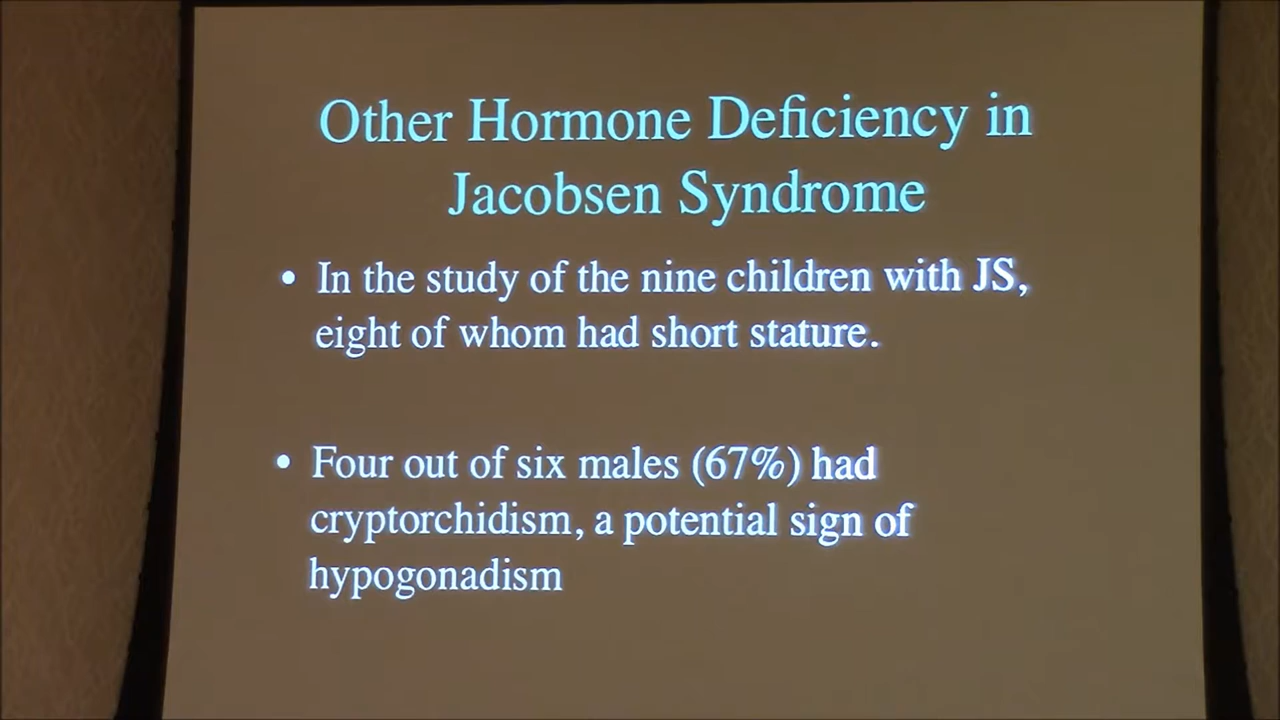 Other Hormone Deficiency in
Jacobsen Syndrome
• In the study of the nine children with JS,
eight of whom had short stature.
• Four out of six males (67%) had
cryptorchidism, a potential sign of
hypogonadism